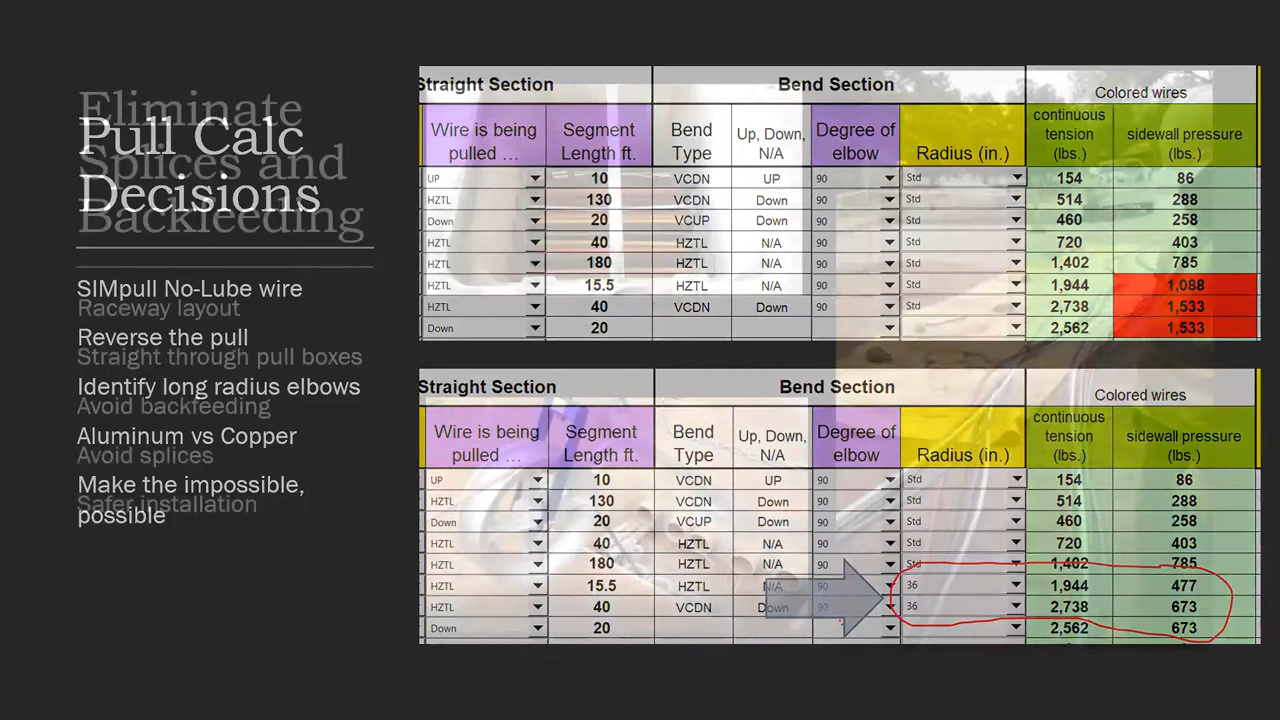 Eliminate
Splices and
Backfeeding
Pull Calc
Decisions
SIMpull No-Lube wire
Raceway layout
Reverse the pull
Straight through pull boxes
Identify long radius elbows
Avoid backfeeding
Aluminum vs Copper
Avoid splices
Make the impossible,
Safer installation
possible
Straight Section Bend Section Colored wires
Wire is being pulled … Segment Length ft. Bend Type Up, Down, N/A Degree of elbow Radius (in.) continuous tension (lbs.) sidewall pressure (lbs.)
UP 10 VCDN UP 90 Std 154 86
HZTL 130 VCDN Down 90 Std 514 288
Down 20 VCUP Down 90 Std 460 258
HZTL 40 HZTL N/A 90 Std 720 403
HZTL 180 HZTL N/A 90 Std 1,402 785
HZTL 15.5 HZTL N/A 90 Std 1,944 1,088
HZTL 40 VCDN Down 90 Std 2,738 1,533
Down 20 2,562 1,533
Straight Section Bend Section Colored wires
Wire is being pulled … Segment Length ft. Bend Type Up, Down, N/A Degree of elbow Radius (in.) continuous tension (lbs.) sidewall pressure (lbs.)
UP 10 VCDN UP 90 Std 154 86
HZTL 130 VCDN Down 90 Std 514 288
Down 20 VCUP Down 90 Std 460 258
HZTL 40 HZTL N/A 90 Std 720 403
HZTL 180 HZTL N/A 90 Std 1,402 785
HZTL 15.5 HZTL N/A 90 36 1,944 477
HZTL 40 VCDN Down 90 36 2,738 673
Down 20 2,562 673